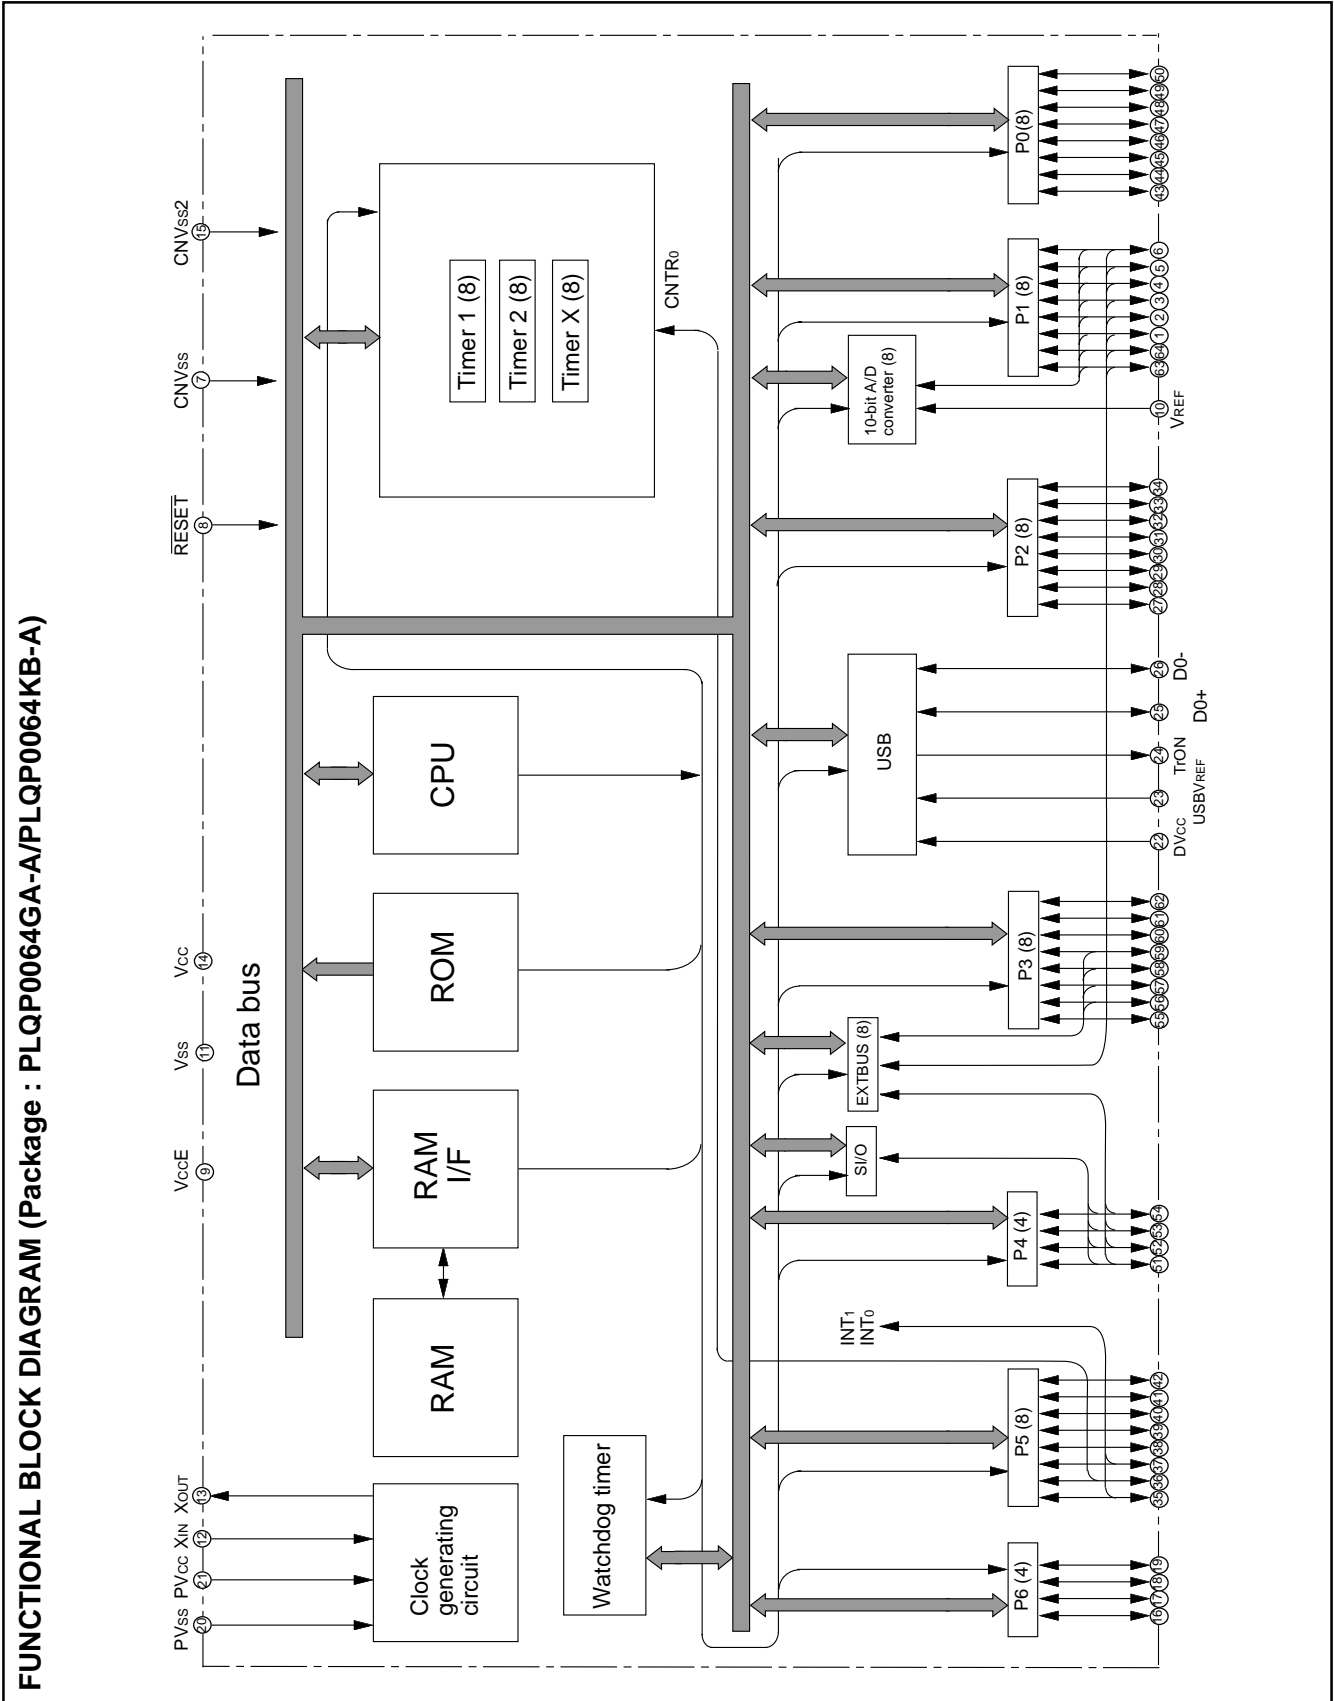 FUNCTIONAL BLOCK DIAGRAM (Package : PLQP0064GA-A/PLQP0064KB-A)
PVSS
20
PVCC
21
XIN
12
XOUT
13
VCCE
9
VSS
11
VCC
14
RESET
8
CNVSS
7
CNVSS2
15
Data bus
Clock
generating
circuit
RAM
RAM
I/F
ROM
CPU
Timer 1 (8)
Timer 2 (8)
Timer X (8)
CNTR0
Watchdog timer
INT1
INT0
SI/O
EXTBUS (8)
USB
10-bit A/D
converter (8)
P6 (4)
P5 (8)
P4 (4)
P3 (8)
P2 (8)
P1 (8)
P0(8)
16 17 18 19
35 36 37 38 39 40 41 42
51 52 53 54
55 56 57 58 59 60 61 62
22 23 24 25 26
DVCC
USBVREF
TrON
D0+
D0-
27 28 29 30 31 32 33 34
10
VREF
63 64 1 2 3 4 5 6
43 44 45 46 47 48 49 50